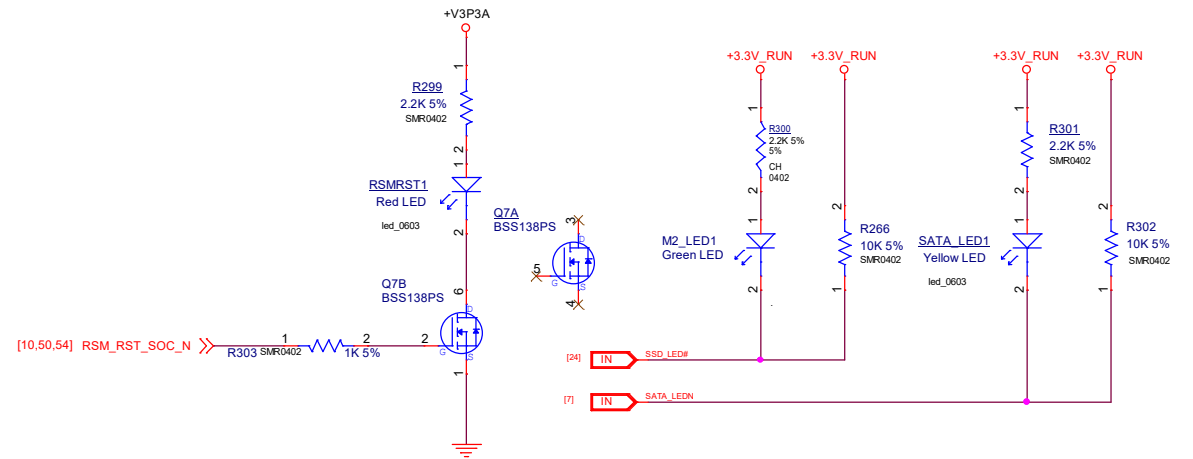 +V3P3A
1
R299
2.2K 5%
SMR0402
2
1
RSMRST1
Red LED
led_0603
2
Q7A
BSS138PS
3
D
5
G
S
4
Q7B
BSS138PS
6
D
[10,50,54] RSM_RST_SOC_N
1
2
2
R303 SMR0402
1K 5%
G
S
1
+3.3V_RUN
+3.3V_RUN
1
R300
2.2K 5%
5%
CH
0402
2
1
M2_LED1
Green LED
2
2
R266
10K 5%
SMR0402
1
+3.3V_RUN
+3.3V_RUN
1
R301
2.2K 5%
SMR0402
2
1
SATA_LED1
Yellow LED
led_0603
2
2
R302
10K 5%
SMR0402
1
[24]
IN
SSD_LED#
[7]
IN
SATA_LEDN